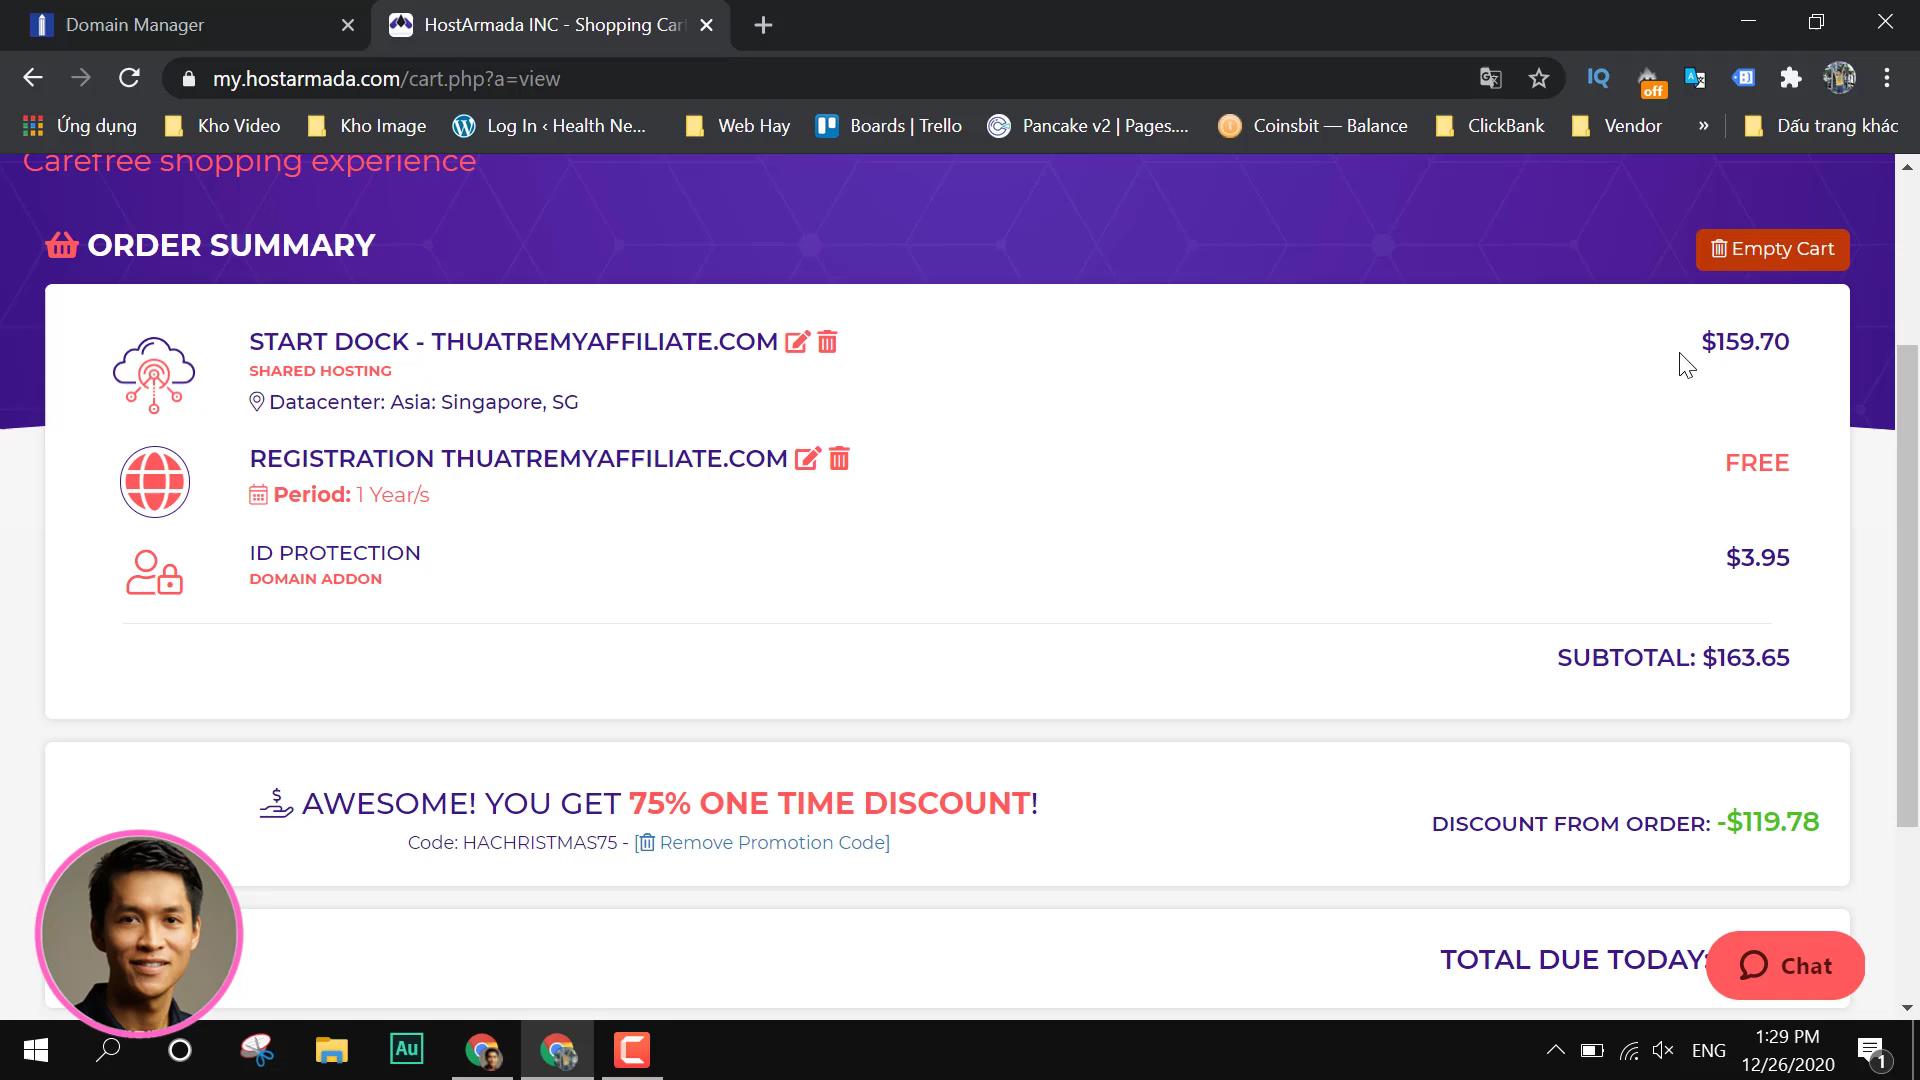 Domain Manager
HostArmada INC - Shopping Car
my.hostarmada.com/cart.php?a=view
off
Ứng dụng
Kho Video
Kho Image
Log In ‹ Health Ne...
Web Hay
Boards | Trello
Pancake v2 | Pages....
Coinsbit — Balance
ClickBank
Vendor
»
Dấu trang khác
Carefree shopping experience
ORDER SUMMARY
Empty Cart
START DOCK - THUATREMYAFFILIATE.COM
$159.70
SHARED HOSTING
Datacenter: Asia: Singapore, SG
REGISTRATION THUATREMYAFFILIATE.COM
FREE
Period: 1 Year/s
ID PROTECTION
$3.95
DOMAIN ADDON
SUBTOTAL: $163.65
AWESOME! YOU GET 75% ONE TIME DISCOUNT!
DISCOUNT FROM ORDER: -$119.78
Code: HACHRISTMAS75 - [Remove Promotion Code]
TOTAL DUE TODAY:
Chat
Au
ENG
1:29 PM
12/26/2020
1